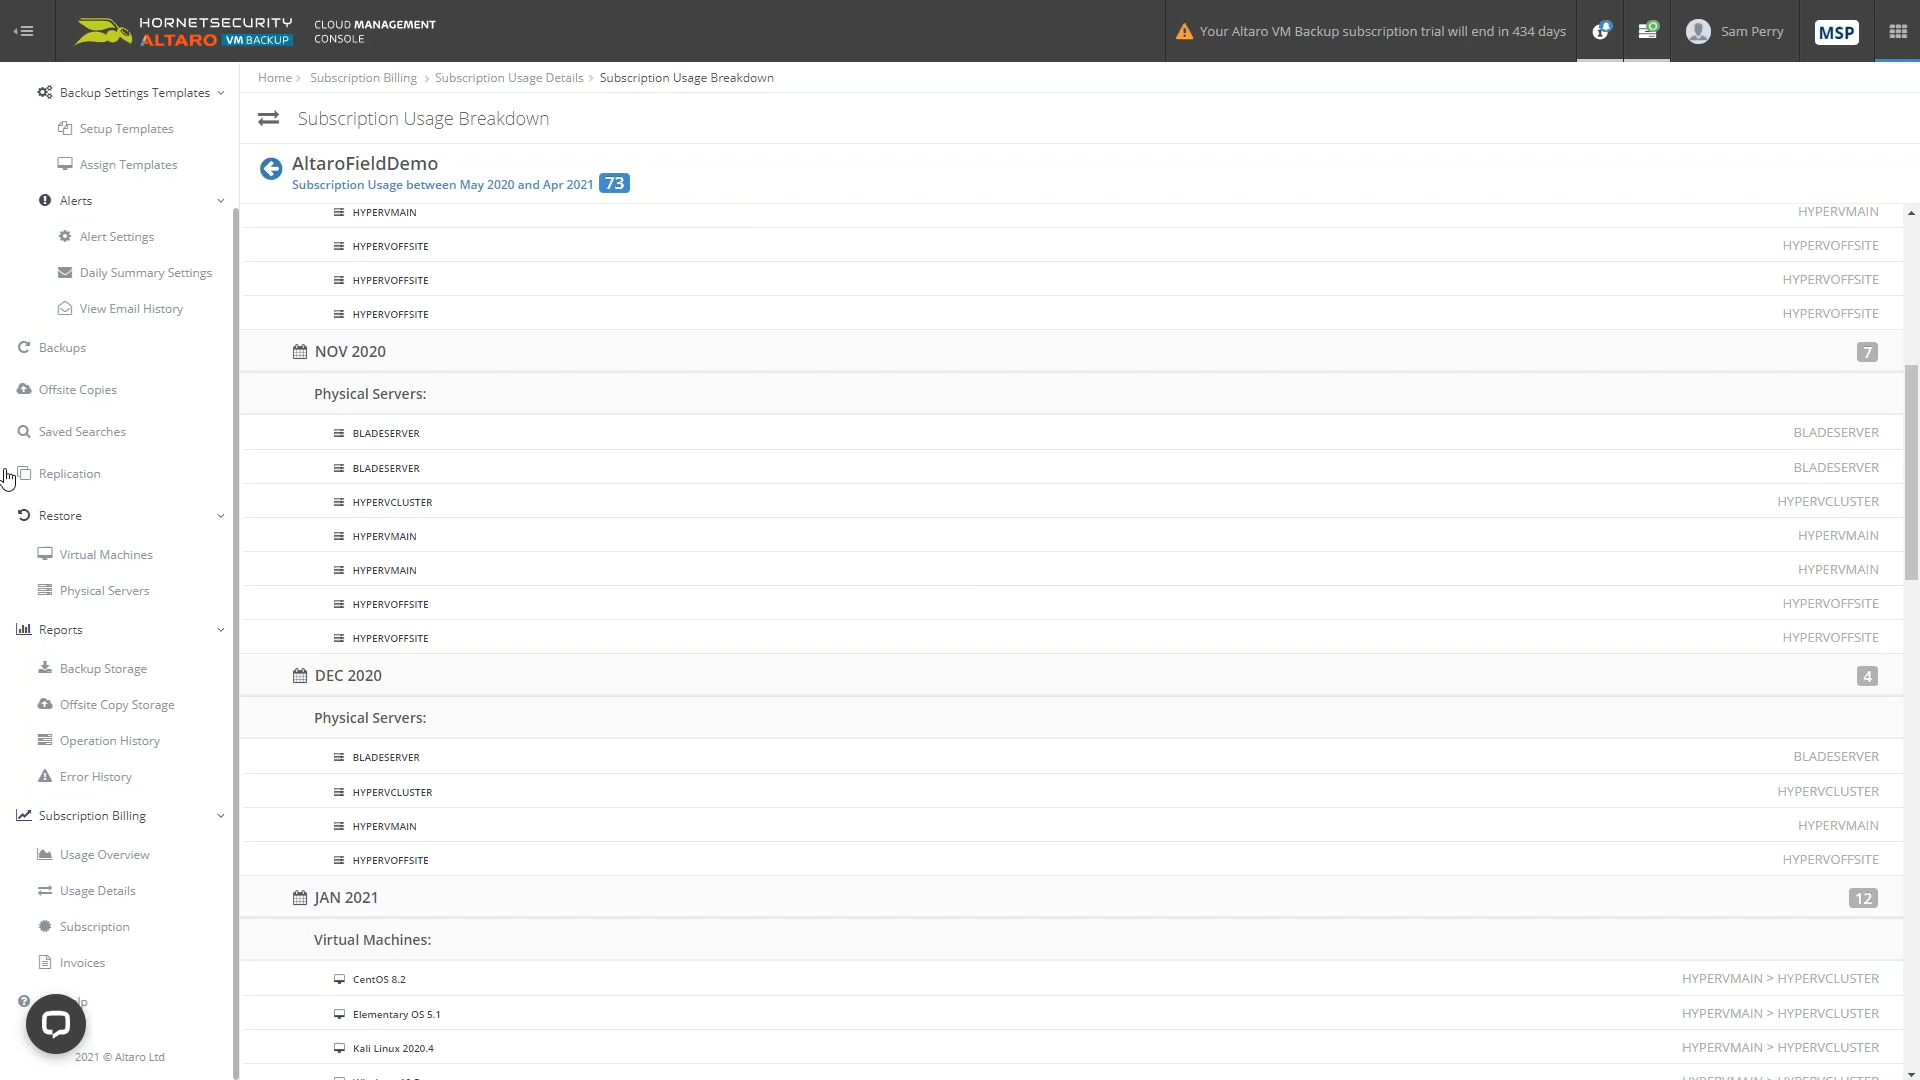 HORNETSECURITY
ALTARO VM BACKUP
CLOUD MANAGEMENT
CONSOLE
Your Altaro VM Backup subscription trial will end in 434 days
Sam Perry
MSP
Backup Settings Templates
Setup Templates
Assign Templates
Alerts
Alert Settings
Daily Summary Settings
View Email History
Backups
Offsite Copies
Saved Searches
Replication
Restore
Virtual Machines
Physical Servers
Reports
Backup Storage
Offsite Copy Storage
Operation History
Error History
Subscription Billing
Usage Overview
Usage Details
Subscription
Invoices
2021 © Altaro Ltd
Home › Subscription Billing › Subscription Usage Details › Subscription Usage Breakdown
Subscription Usage Breakdown
AltaroFieldDemo
Subscription Usage between May 2020 and Apr 2021 73
HYPERVMAIN HYPERVMAIN
HYPERVOFFSITE HYPERVOFFSITE
HYPERVOFFSITE HYPERVOFFSITE
HYPERVOFFSITE HYPERVOFFSITE
NOV 2020 7
Physical Servers:
BLADESERVER BLADESERVER
BLADESERVER BLADESERVER
HYPERVCLUSTER HYPERVCLUSTER
HYPERVMAIN HYPERVMAIN
HYPERVMAIN HYPERVMAIN
HYPERVOFFSITE HYPERVOFFSITE
HYPERVOFFSITE HYPERVOFFSITE
DEC 2020 4
Physical Servers:
BLADESERVER BLADESERVER
HYPERVCLUSTER HYPERVCLUSTER
HYPERVMAIN HYPERVMAIN
HYPERVOFFSITE HYPERVOFFSITE
JAN 2021 12
Virtual Machines:
CentOS 8.2 HYPERVMAIN > HYPERVCLUSTER
Elementary OS 5.1 HYPERVMAIN > HYPERVCLUSTER
Kali Linux 2020.4 HYPERVMAIN > HYPERVCLUSTER